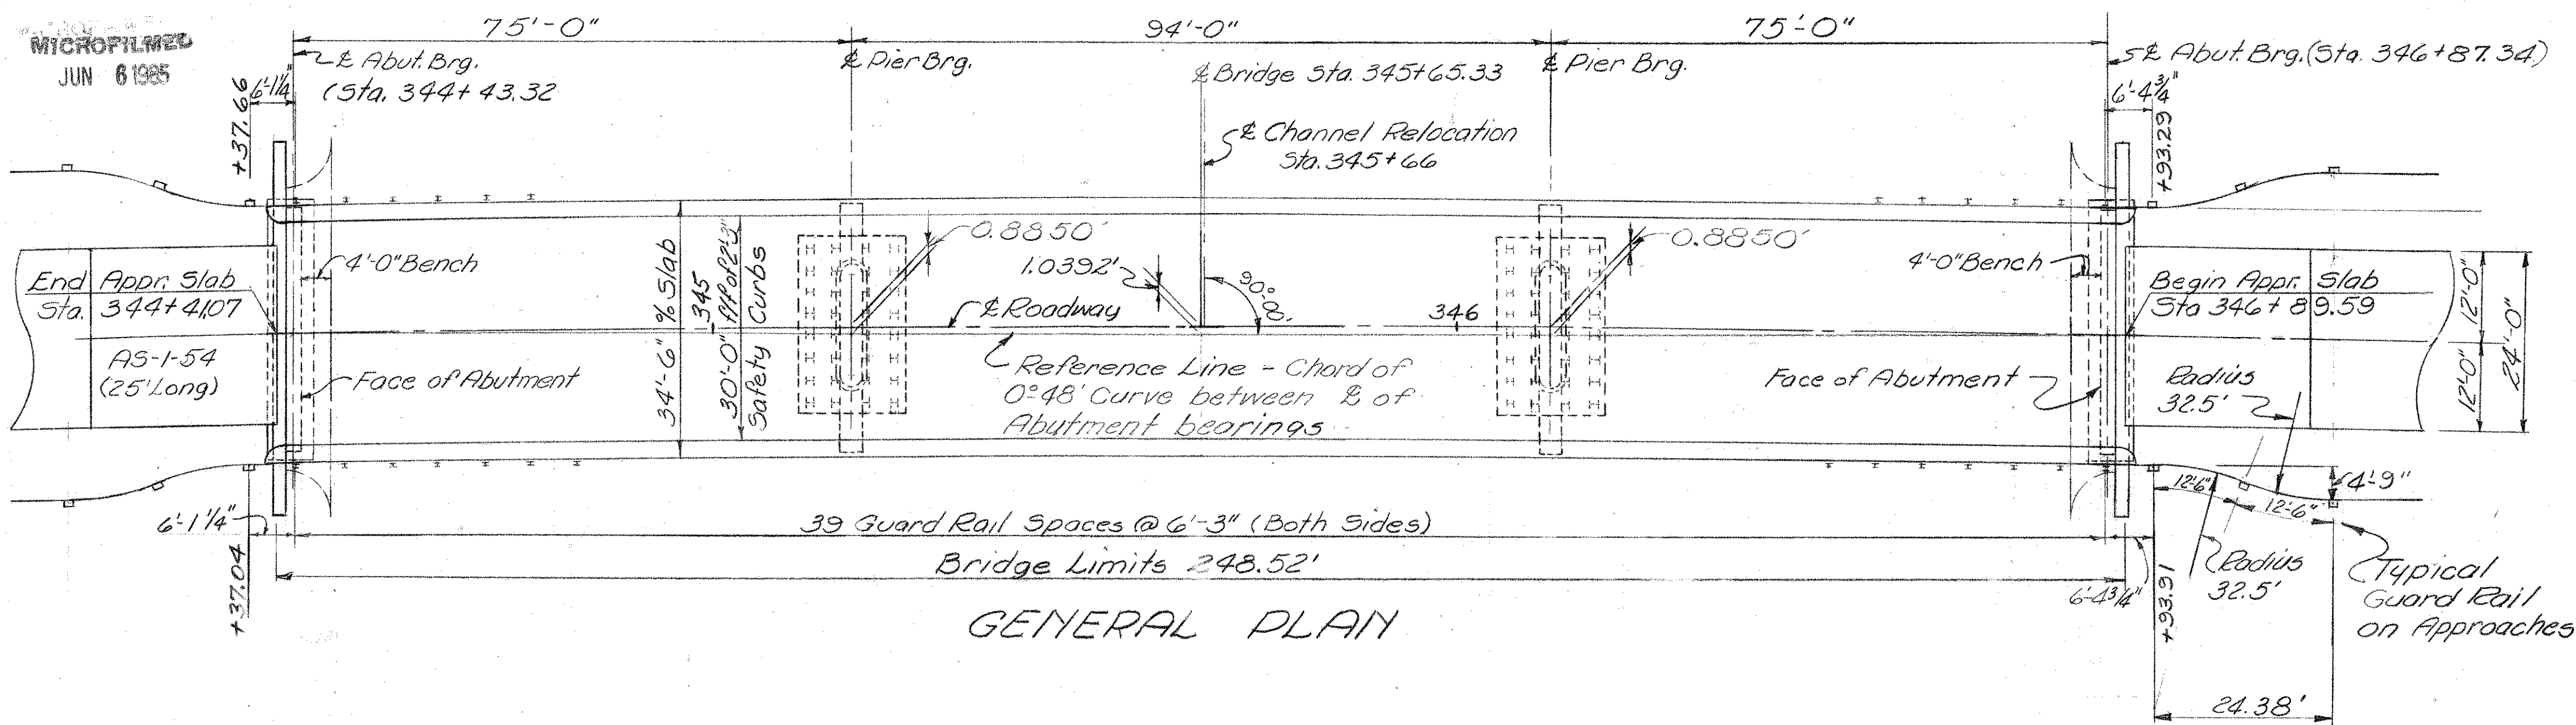 MICROFILMED
JUN 6 1985
75'-0"
94'-0"
75'-0"
℄ Abut. Brg.
(Sta. 344+43.32
℄ Pier Brg.
℄ Bridge Sta. 345+65.33
℄ Pier Brg.
℄ Abut. Brg. (Sta. 346+87.34)
6'-1¼"
+37.66
6'-4¾"
+93.29
℄ Channel Relocation
Sta. 345+66
4'-0" Bench
34'-6" % Slab
345
30'-0" f/f of 2'-3"
Safety Curbs
0.8850'
1.0392'
90°-0'
0.8850'
4'-0" Bench
End Appr. Slab
Sta. 344+41.07
AS-1-54
(25' Long)
Face of Abutment
℄ Roadway
346
Reference Line - Chord of
0°48' Curve between ℄ of
Abutment bearings
Face of Abutment
Begin Appr. Slab
Sta 346+89.59
Radius
32.5'
12'-0"
12'-0"
24'-0"
6'-1¼"
+37.04
39 Guard Rail Spaces @ 6'-3" (Both Sides)
Bridge Limits 248.52'
6'-4¾"
+93.91
12'-6"
12'-6"
4'-9"
Radius
32.5'
Typical
Guard Rail
on Approaches
24.38'
GENERAL PLAN